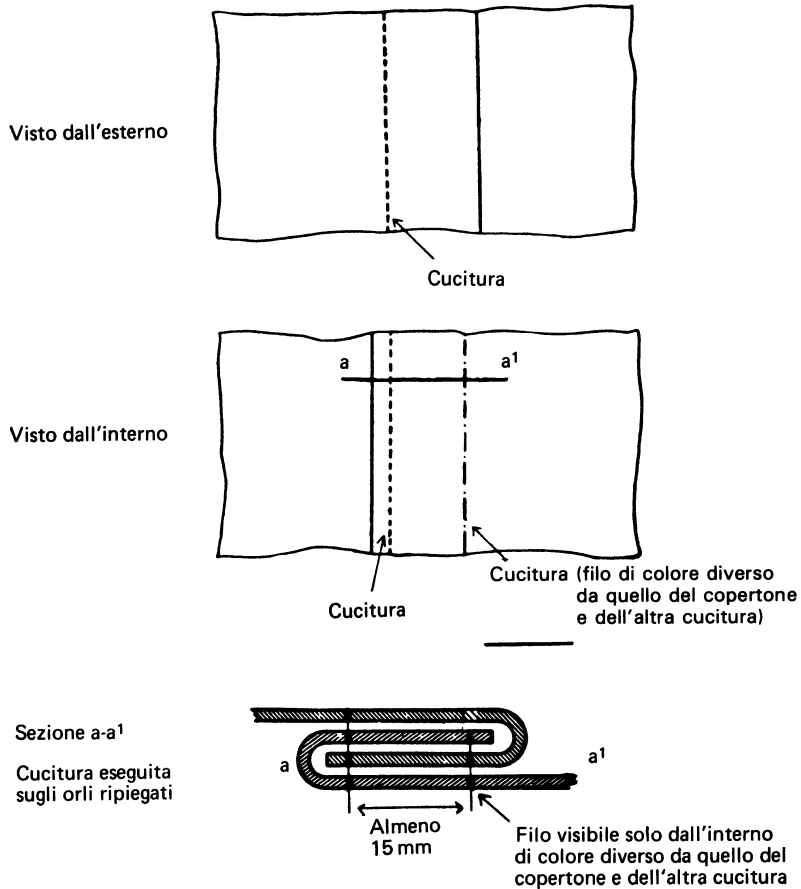 Visto dall'esterno
Cucitura
a a¹
Visto dall'interno
Cucitura (filo di colore diverso
da quello del copertone
e dell'altra cucitura)
Cucitura
Sezione a-a¹
a a¹
Cucitura eseguita
sugli orli ripiegati
Almeno
15 mm
Filo visibile solo dall'interno
di colore diverso da quello del
copertone e dell'altra cucitura